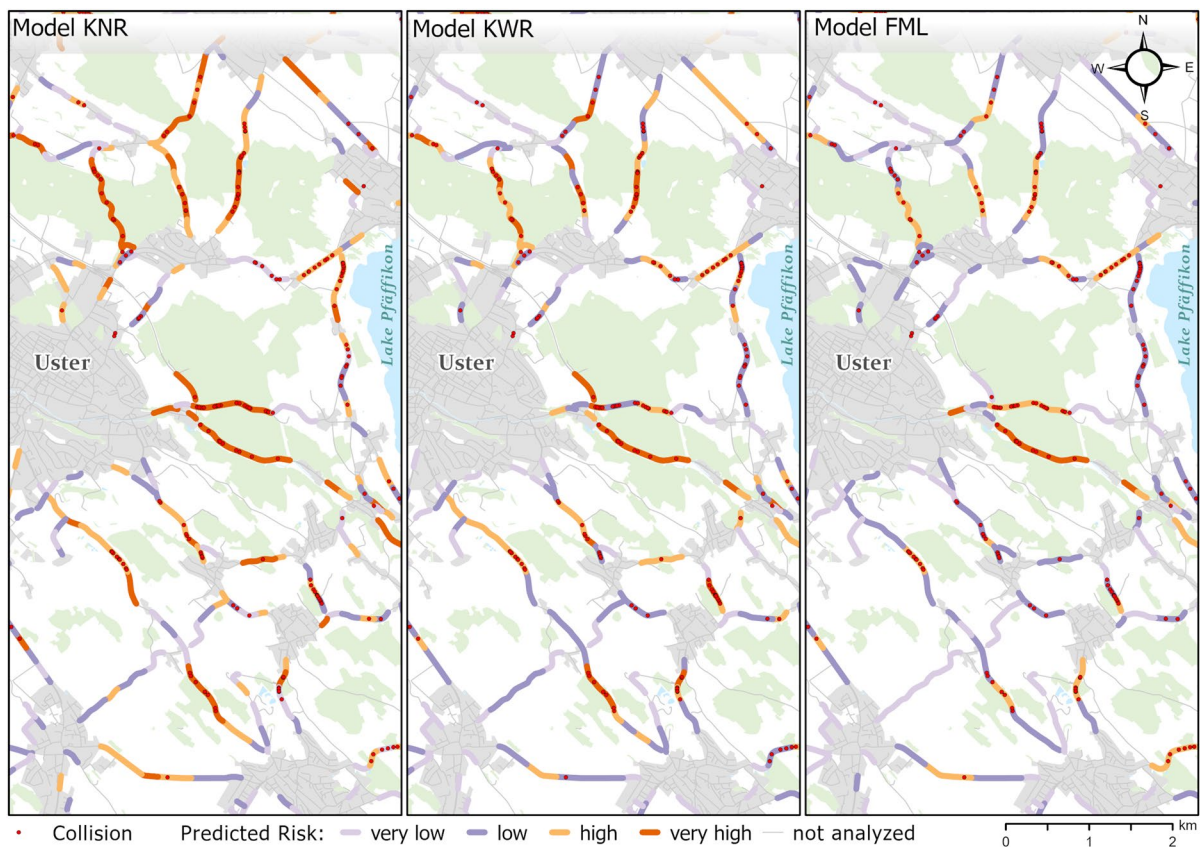 Model KNR
Model KWR
Model FML
N
W
E
S
Lake Pfäffikon
Lake Pfäffikon
Lake Pfäffikon
Uster
Uster
Uster
Collision
Predicted Risk:
very low
low
high
very high
not analyzed
km
0
1
2